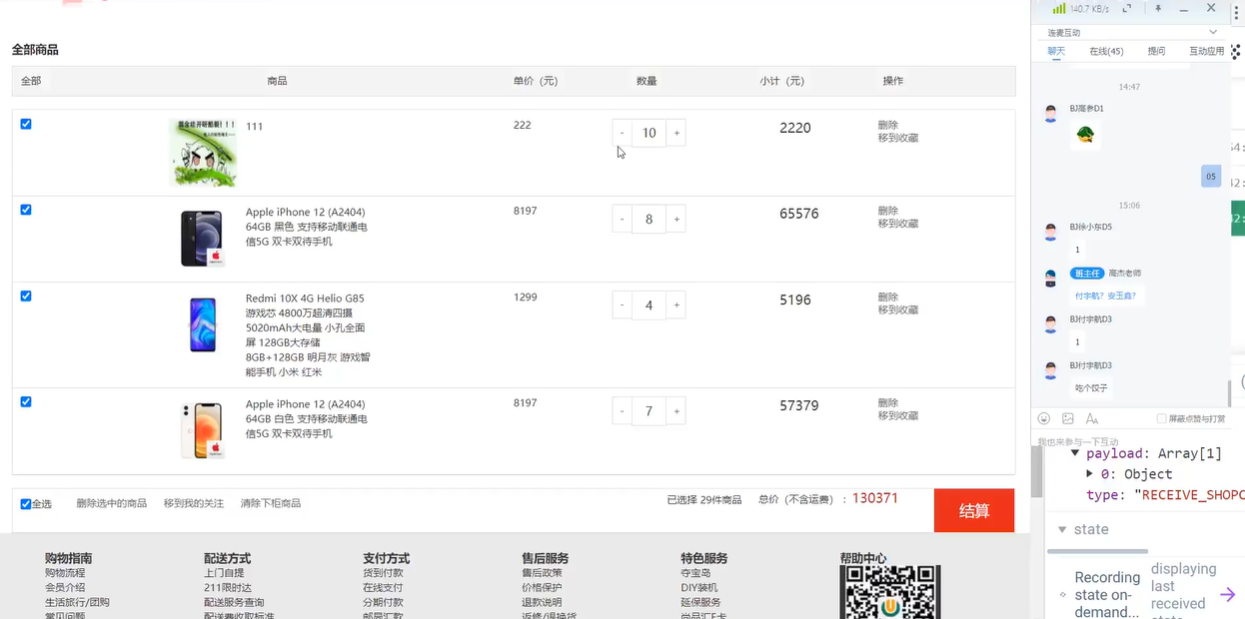 全部商品
全部 商品 单价（元） 数量 小计（元） 操作
111 222 - 10 + 2220 删除
移到收藏
Apple iPhone 12 (A2404) 8197 - 8 + 65576 删除
64GB 黑色 支持移动联通电 移到收藏
信5G 双卡双待手机
Redmi 10X 4G Helio G85 1299 - 4 + 5196 删除
游戏芯 4800万超清四摄 移到收藏
5020mAh大电量 小孔全面
屏 128GB大存储
8GB+128GB 明月灰 游戏智
能手机 小米 红米
Apple iPhone 12 (A2404) 8197 - 7 + 57379 删除
64GB 白色 支持移动联通电 移到收藏
信5G 双卡双待手机
全选 删除选中的商品 移到我的关注 清除下柜商品 已选择 29件商品 总价（不含运费）： 130371 结算
购物指南 配送方式 支付方式 售后服务 特色服务 帮助中心
购物流程 上门自提 货到付款 售后政策 夺宝岛
会员介绍 211限时达 在线支付 价格保护 DIY装机
生活旅行/团购 配送服务查询 分期付款 退款说明 延保服务
常见问题 配送费收取标准 邮局汇款 返修/退换货 尚品汇E卡
140.7 KB/s
连麦互动
聊天 在线(45) 提问 互动应用
14:47
BJ高参D1
05
15:06
BJ徐小东D5
1
班主任 高杰老师
BJ付宇航D3
1
BJ付宇航D3
吃个饺子
屏蔽点赞与打赏
我也来参与一下互动
payload: Array[1]
0: Object
type: "RECEIVE_SHOPC
state
Recording
state on-
demand...
displaying
last
received
state